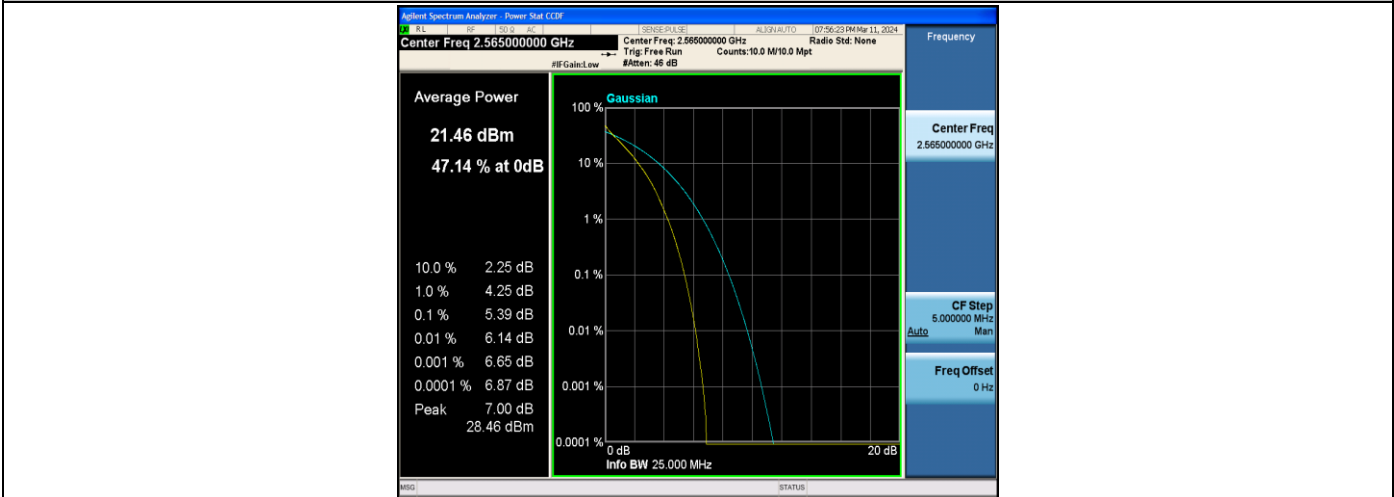 Agilent Spectrum Analyzer - Power Stat CCDF
RL RF 50 Ω AC SENSE:PULSE ALIGN AUTO 07:56:23 PM Mar 11, 2024
Center Freq 2.565000000 GHz
Center Freq: 2.565000000 GHz Radio Std: None
Trig: Free Run Counts:10.0 M/10.0 Mpt
#IFGain:Low #Atten: 46 dB
Frequency
Average Power
21.46 dBm
47.14 % at 0dB
10.0 % 2.25 dB
1.0 % 4.25 dB
0.1 % 5.39 dB
0.01 % 6.14 dB
0.001 % 6.65 dB
0.0001 % 6.87 dB
Peak 7.00 dB
28.46 dBm
Gaussian
100 %
10 %
1 %
0.1 %
0.01 %
0.001 %
0.0001 %
0 dB 20 dB
Info BW 25.000 MHz
Center Freq
2.565000000 GHz
CF Step
5.000000 MHz
Auto Man
Freq Offset
0 Hz
MSG STATUS